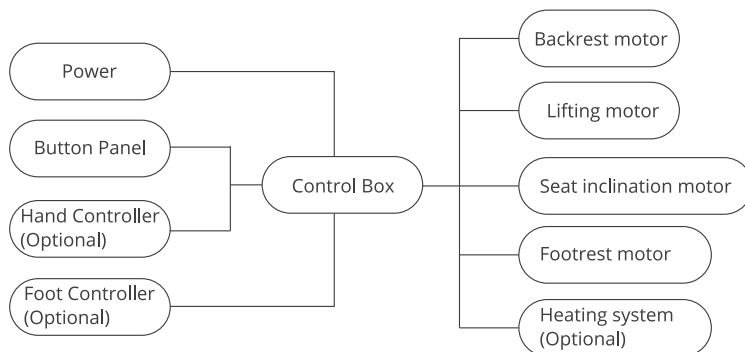 Power
Button Panel
Hand Controller
(Optional)
Foot Controller
(Optional)
Control Box
Backrest motor
Lifting motor
Seat inclination motor
Footrest motor
Heating system
(Optional)